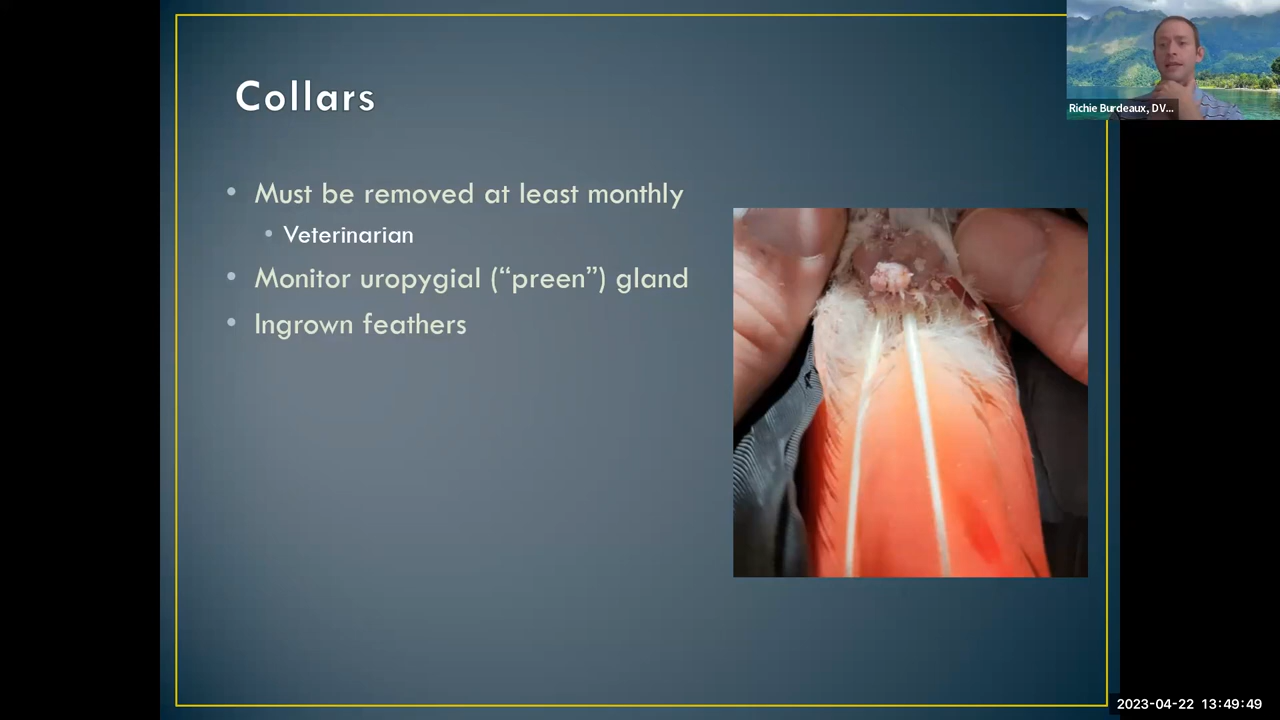 Collars
Richie Burdeaux, DV...
• Must be removed at least monthly
• Veterinarian
• Monitor uropygial (“preen”) gland
• Ingrown feathers
2023-04-22 13:49:49